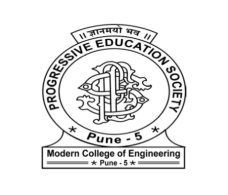 ॥ ज्ञानमयो भव ॥
PROGRESSIVE EDUCATION SOCIETY
★ Pune - 5 ★
Modern College of Engineering
★ Pune - 5 ★